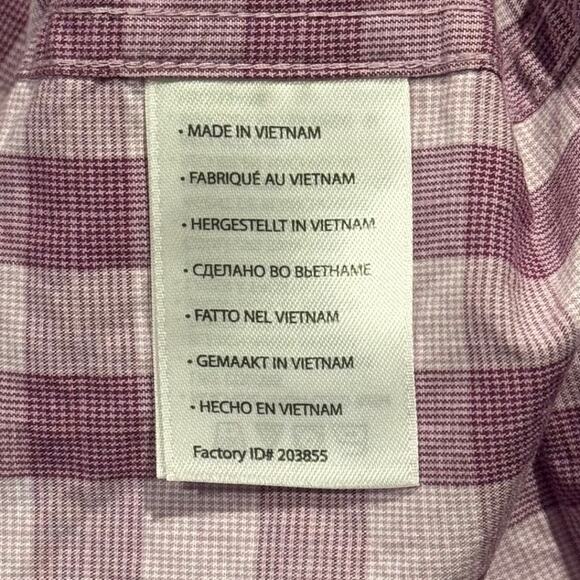 • MADE IN VIETNAM
• FABRIQUÉ AU VIETNAM
• HERGESTELLT IN VIETNAM
• СДЕЛАНО ВО ВЬЕТНАМЕ
• FATTO NEL VIETNAM
• GEMAAKT IN VIETNAM
• HECHO EN VIETNAM
Factory ID# 203855